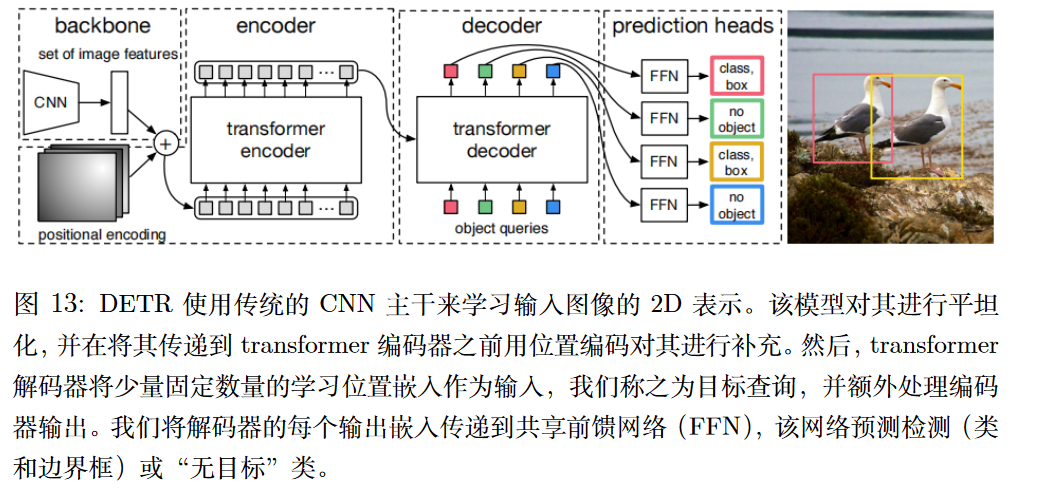 backbone
set of image features
CNN
+
positional encoding
encoder
...
transformer
encoder
...
decoder
transformer
decoder
object queries
prediction heads
FFN
class,
box
FFN
no
object
FFN
class,
box
FFN
no
object
图 13: DETR 使用传统的 CNN 主干来学习输入图像的 2D 表示。该模型对其进行平坦
化，并在将其传递到 transformer 编码器之前用位置编码对其进行补充。然后，transformer
解码器将少量固定数量的学习位置嵌入作为输入，我们称之为目标查询，并额外处理编码
器输出。我们将解码器的每个输出嵌入传递到共享前馈网络（FFN），该网络预测检测（类
和边界框）或“无目标”类。